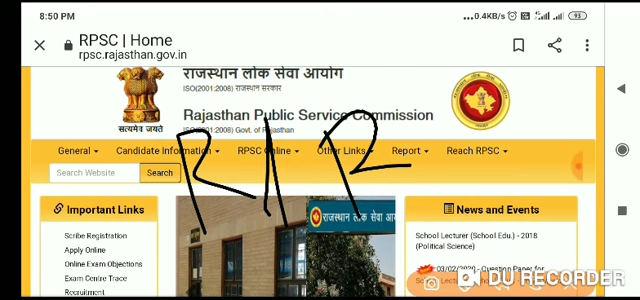 8:50 PM
...0.4KB/s
93
RPSC | Home
rpsc.rajasthan.gov.in
राजस्थान लोक सेवा आयोग
ISO(2001:2008) राजस्थान सरकार
Rajasthan Public Service Commission
ISO(2001:2008) Govt. of Rajasthan
सत्यमेव जयते
General Candidate Information RPSC Online Other Links Report Reach RPSC
Search Website Search
RIP
Important Links
Scribe Registration
Apply Online
Online Exam Objections
Exam Centre Trace
Recruitment
राजस्थान लोक सेवा
News and Events
School Lecturer (School Edu.) - 2018
(Political Science)
03/02/2020 - Question Paper for
School Lecturer
DU RECORDER